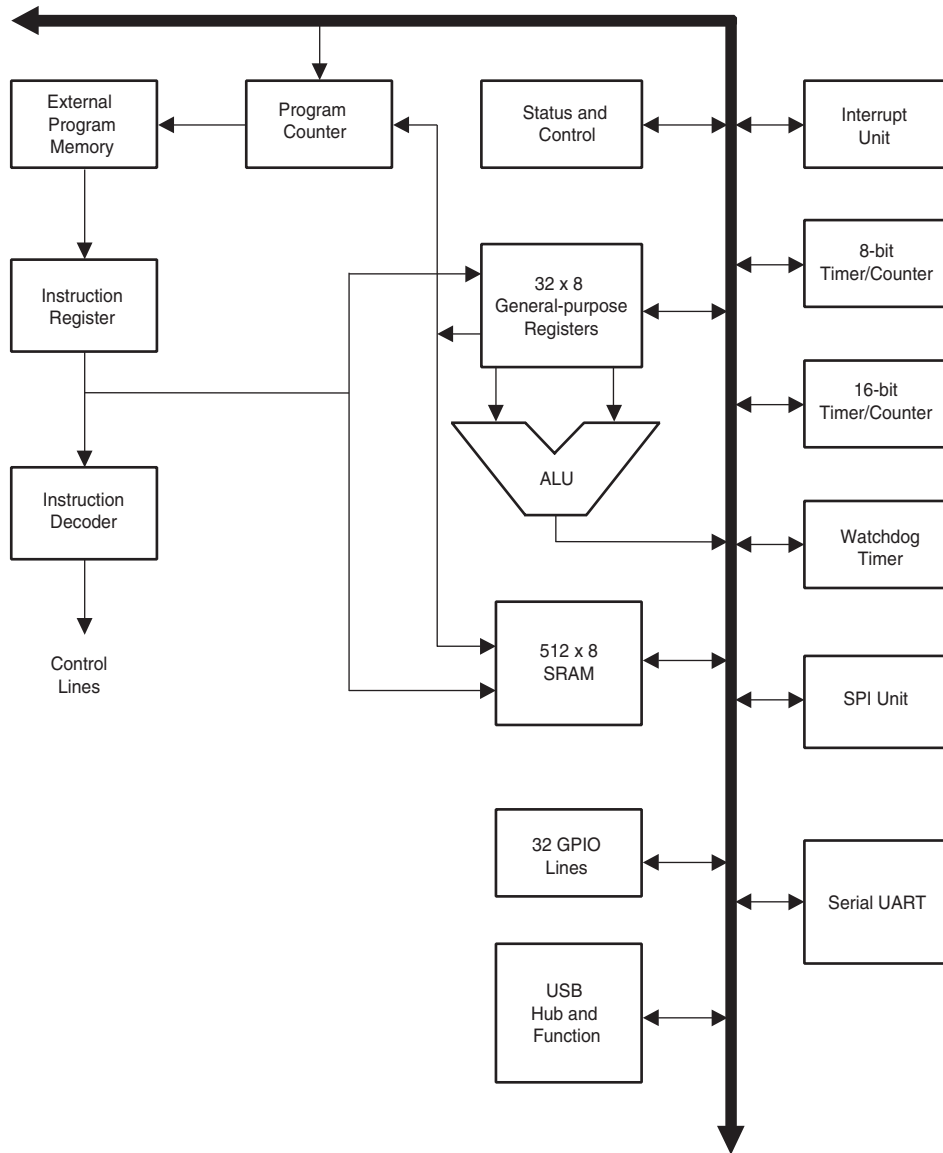 External
Program
Memory
Program
Counter
Status and
Control
Interrupt
Unit
8-bit
Timer/Counter
Instruction
Register
32 x 8
General-purpose
Registers
16-bit
Timer/Counter
Instruction
Decoder
ALU
Watchdog
Timer
Control
Lines
512 x 8
SRAM
SPI Unit
32 GPIO
Lines
Serial UART
USB
Hub and
Function